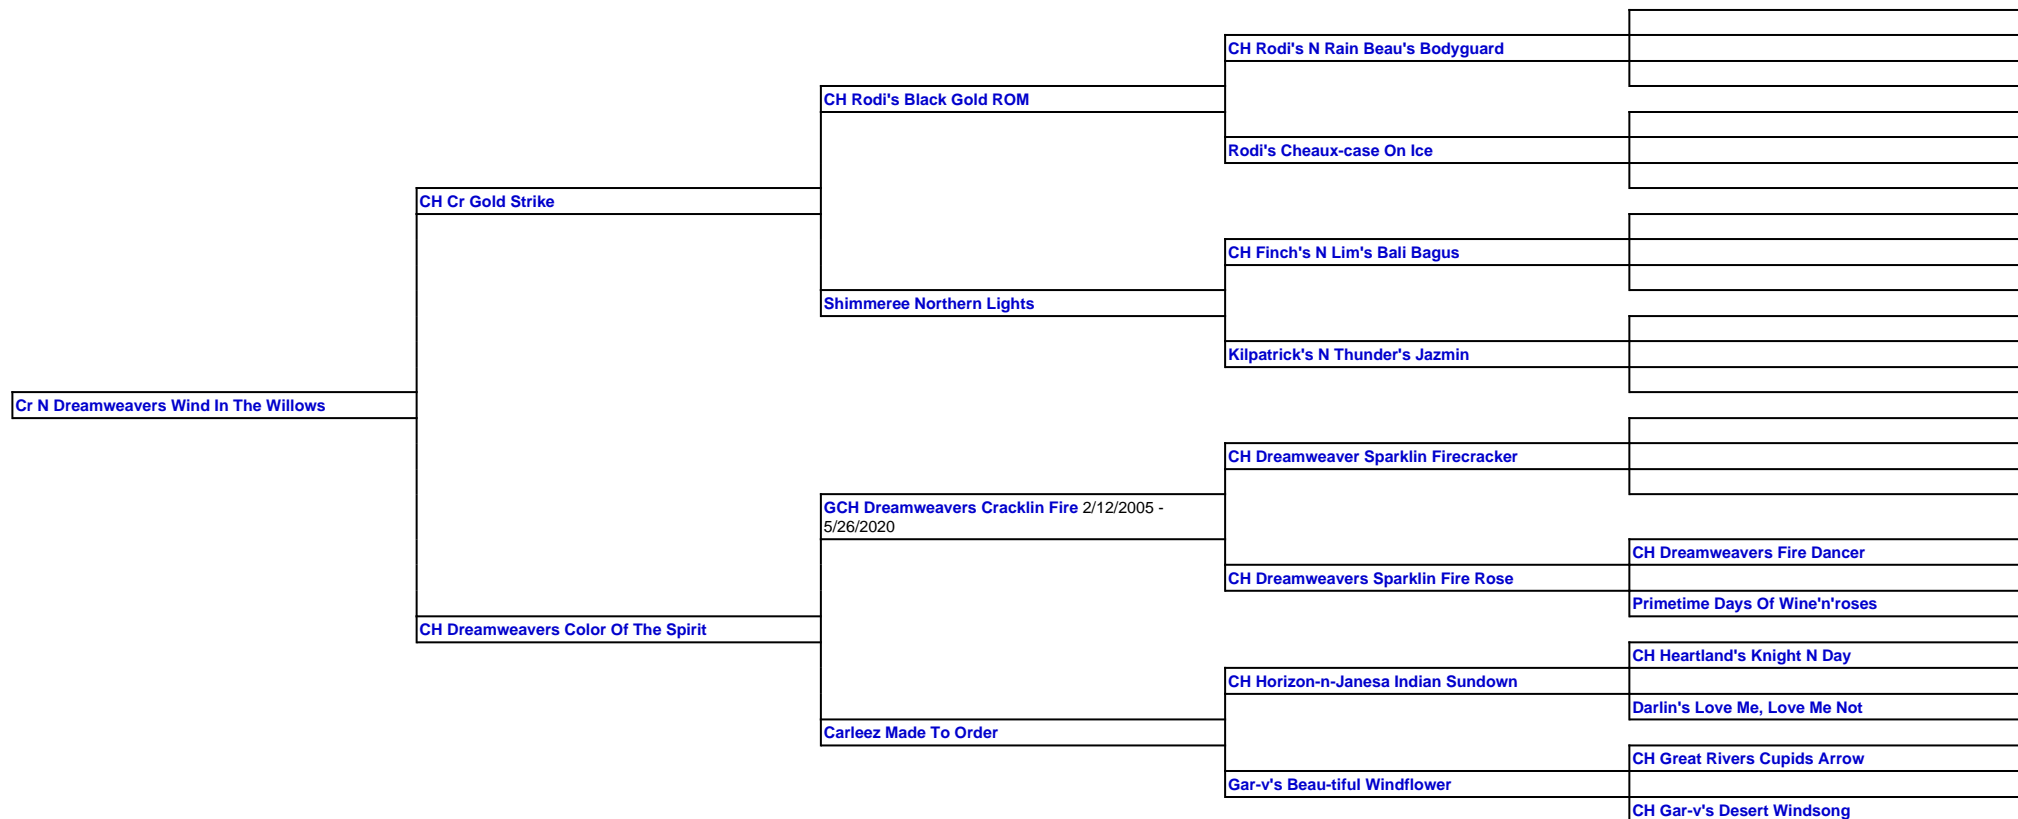 CH Rodi's N Rain Beau's Bodyguard
CH Rodi's Black Gold ROM
Rodi's Cheaux-case On Ice
CH Cr Gold Strike
CH Finch's N Lim's Bali Bagus
Shimmeree Northern Lights
Kilpatrick's N Thunder's Jazmin
Cr N Dreamweavers Wind In The Willows
CH Dreamweaver Sparklin Firecracker
GCH Dreamweavers Cracklin Fire 2/12/2005 -
5/26/2020
CH Dreamweavers Fire Dancer
CH Dreamweavers Sparklin Fire Rose
Primetime Days Of Wine'n'roses
CH Dreamweavers Color Of The Spirit
CH Heartland's Knight N Day
CH Horizon-n-Janesa Indian Sundown
Darlin's Love Me, Love Me Not
Carleez Made To Order
CH Great Rivers Cupids Arrow
Gar-v's Beau-tiful Windflower
CH Gar-v's Desert Windsong